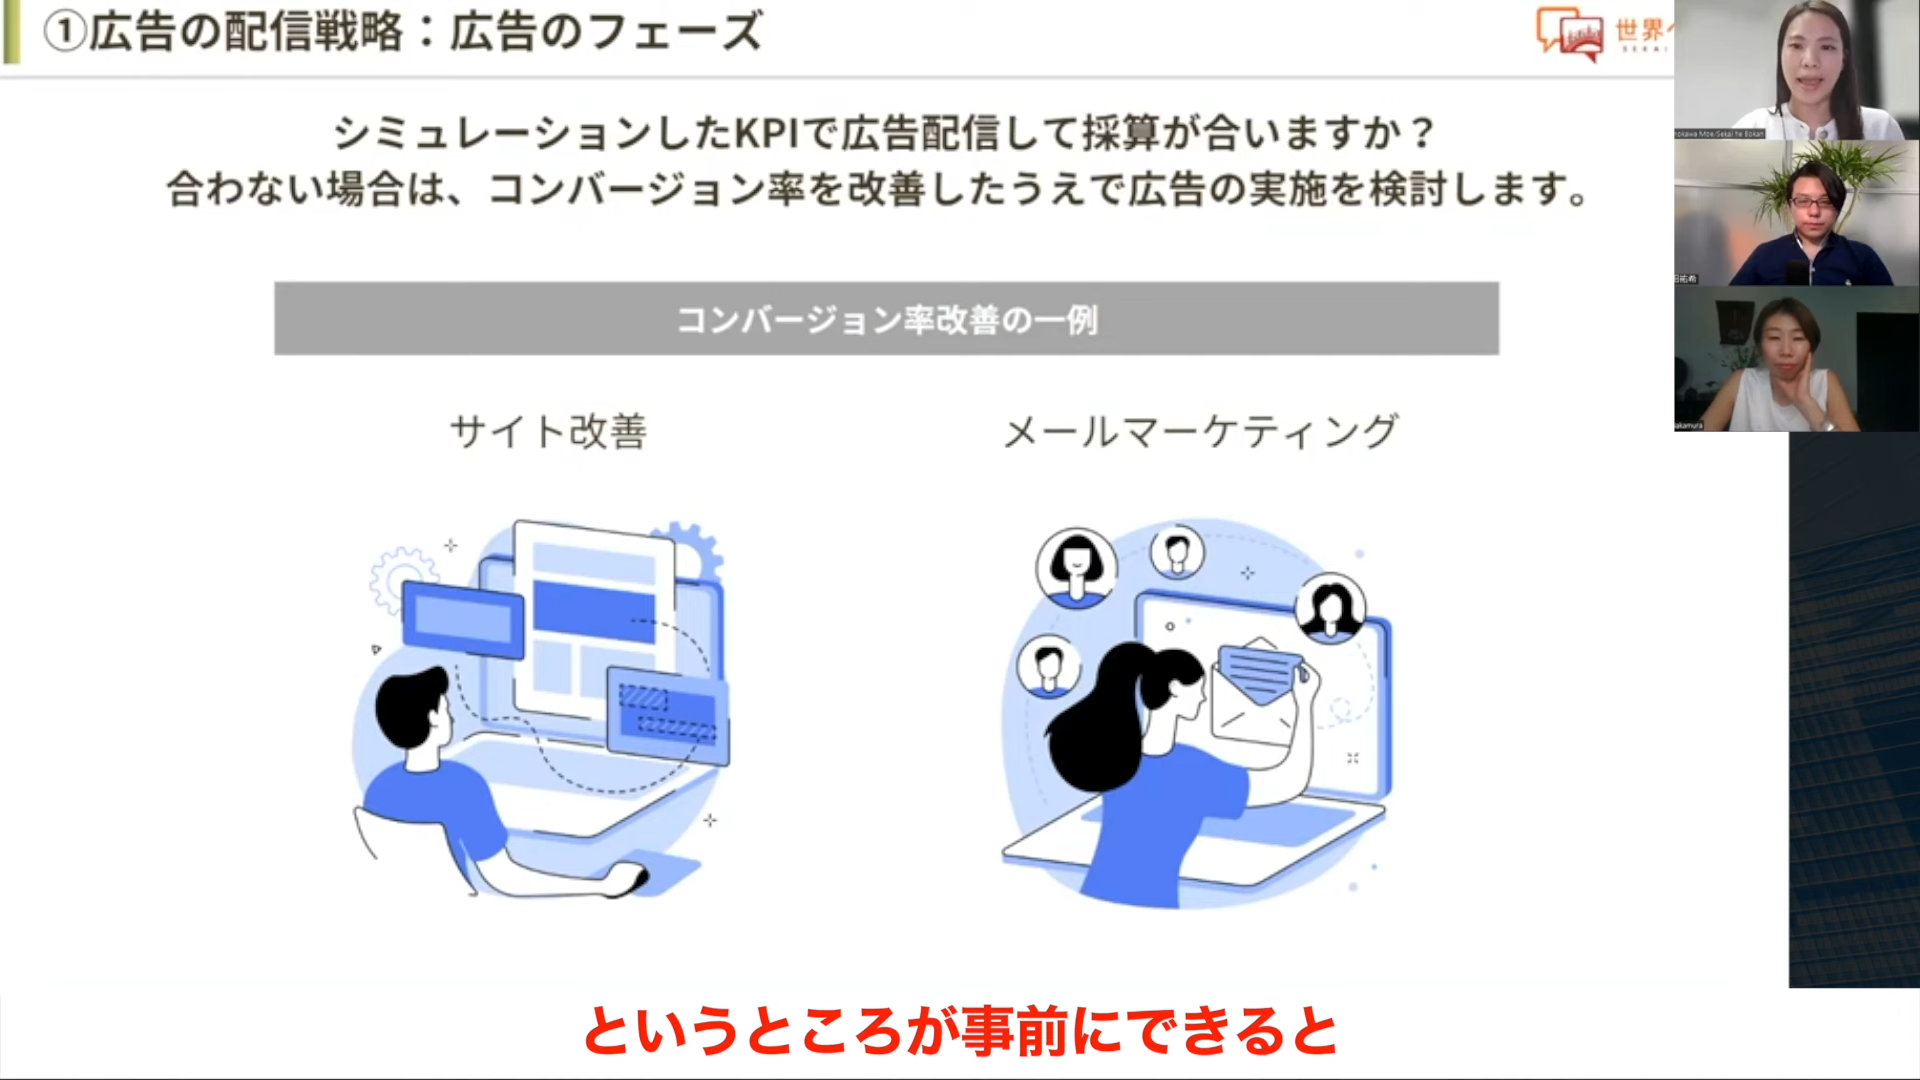 ①広告の配信戦略：広告のフェーズ
世界へ
SEKAI
シミュレーションしたKPIで広告配信して採算が合いますか？
合わない場合は、コンバージョン率を改善したうえで広告の実施を検討します。
コンバージョン率改善の一例
サイト改善
メールマーケティング
というところが事前にできると